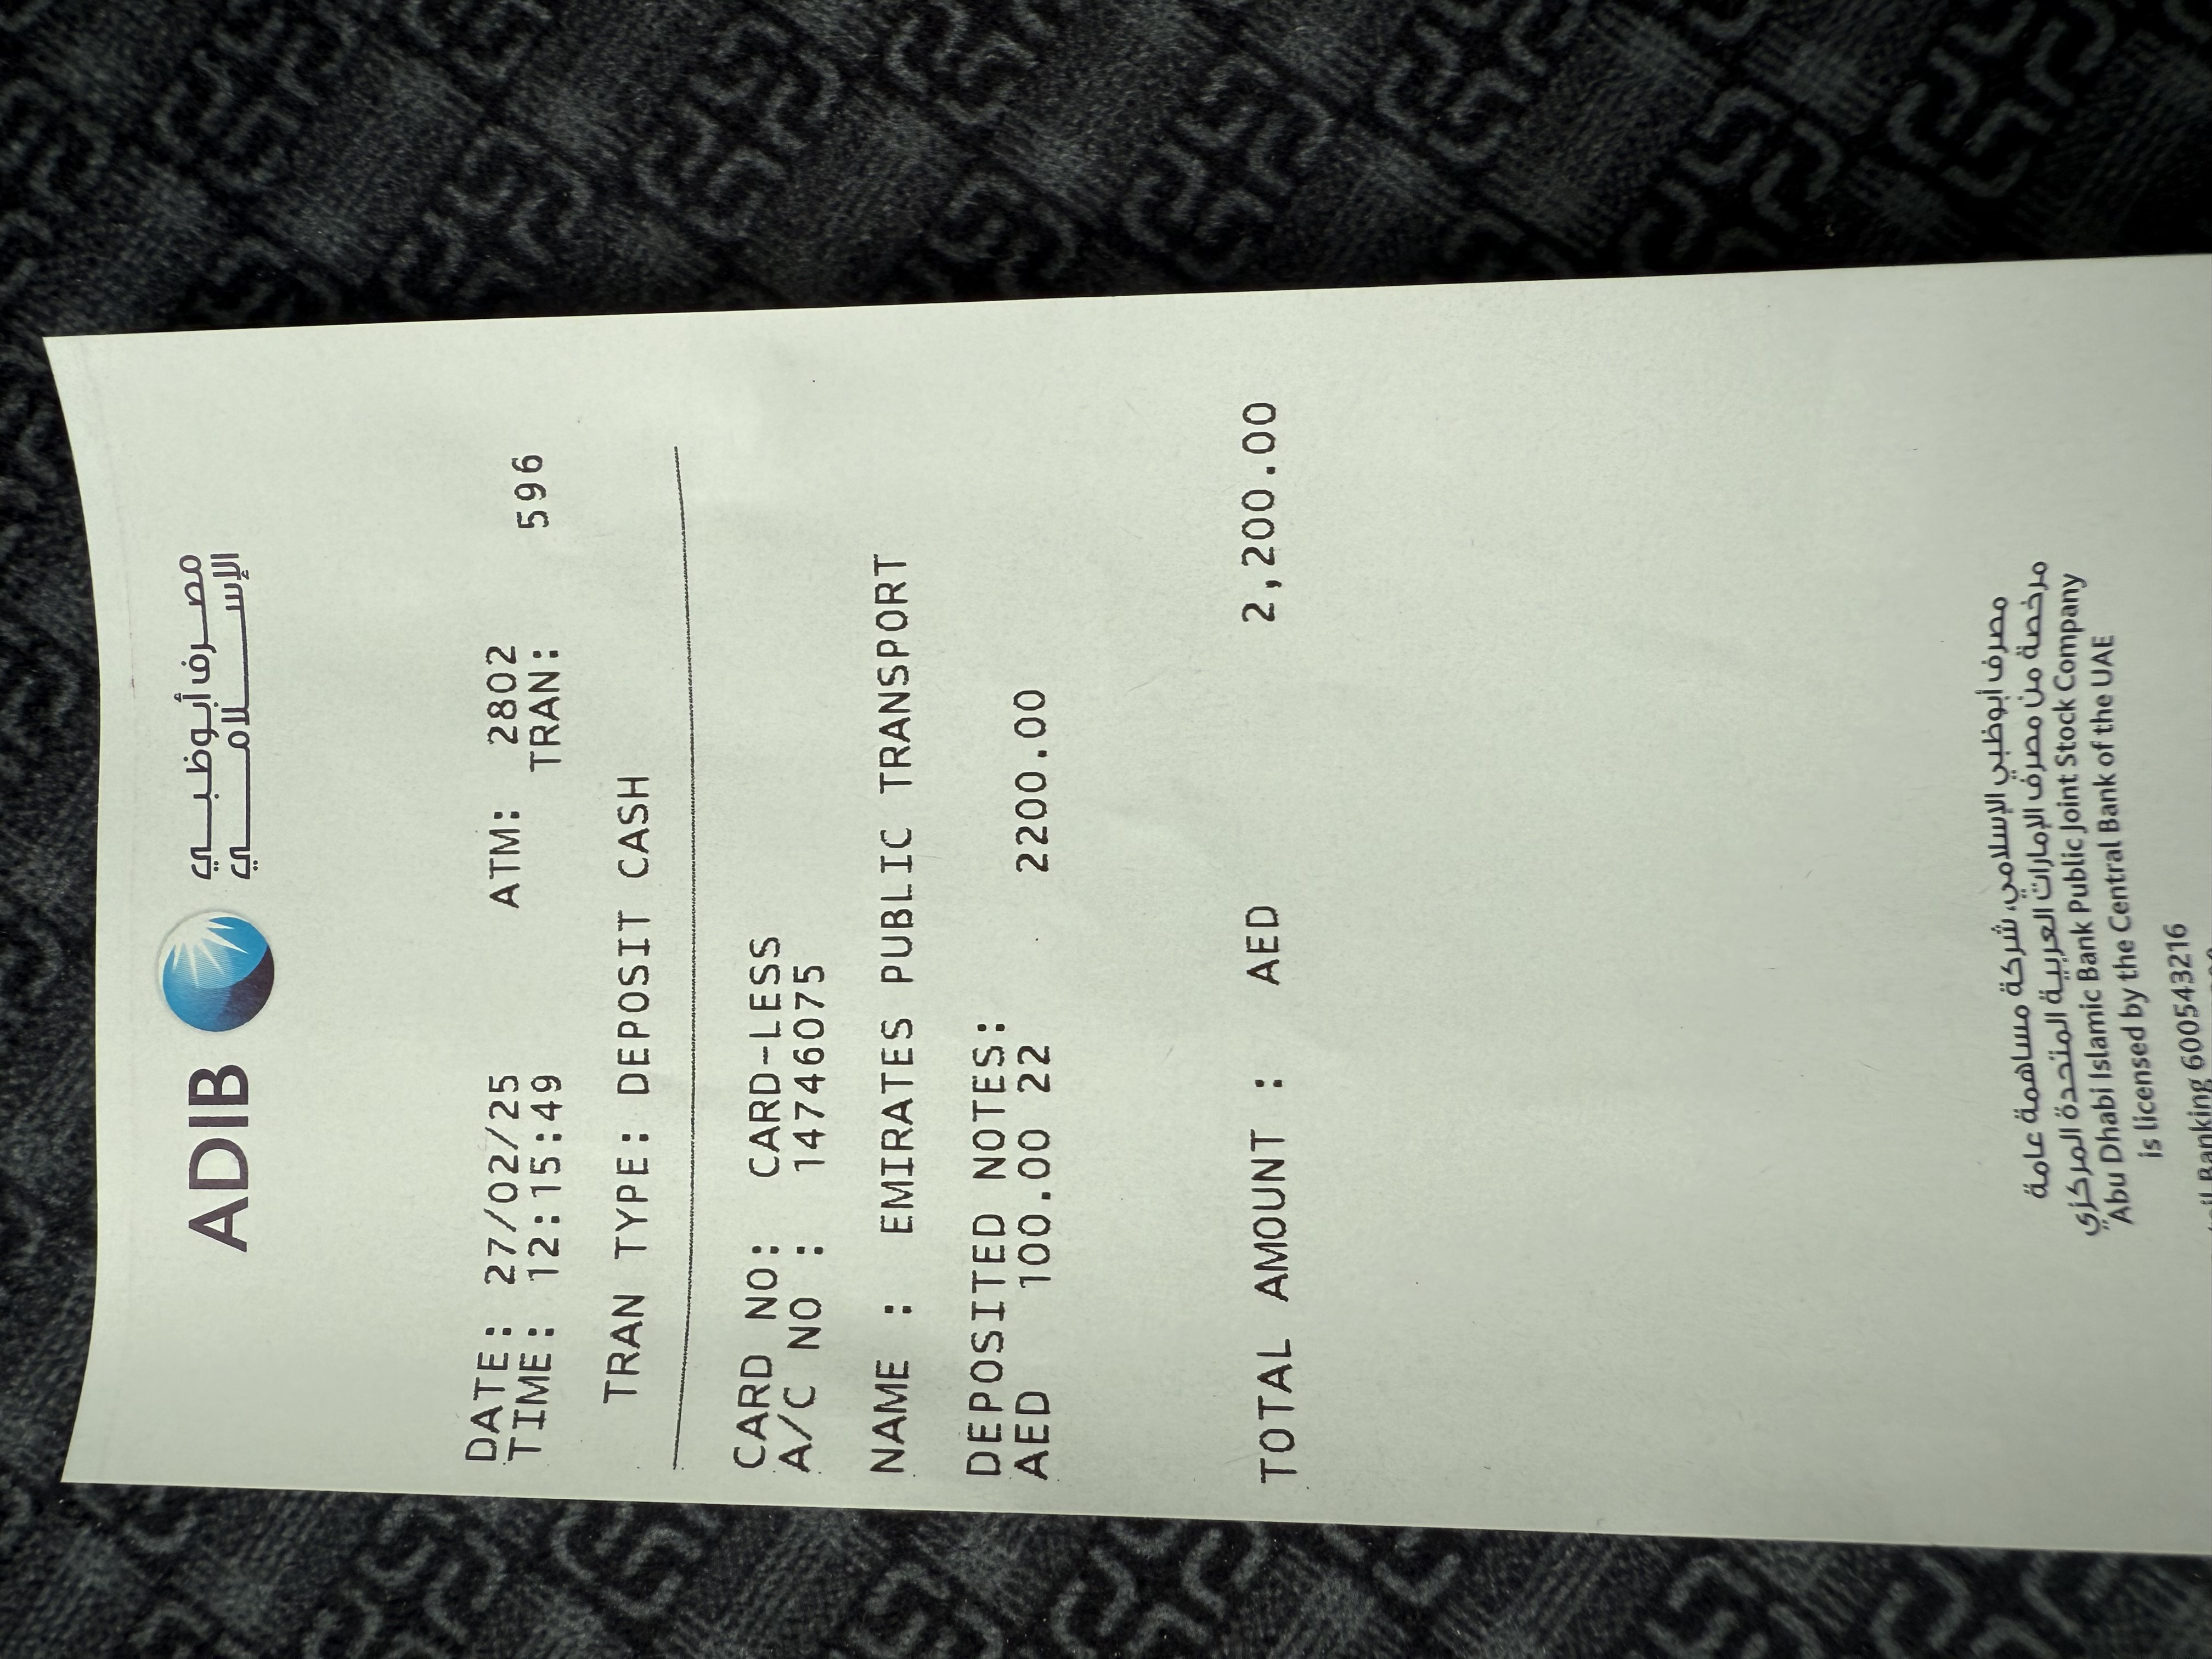 ADIB
مصرف أبوظبي
الإسلامي
DATE: 27/02/25 ATM: 2802
TIME: 12:15:49 TRAN: 596
TRAN TYPE: DEPOSIT CASH
CARD NO: CARD-LESS
A/C NO : 14746075
NAME : EMIRATES PUBLIC TRANSPORT
DEPOSITED NOTES:
AED 100.00 22 2200.00
TOTAL AMOUNT : AED 2,200.00
مصرف أبوظبي الإسلامي، شركة مساهمة عامة
مرخصة من مصرف الإمارات العربية المتحدة المركزي
Abu Dhabi Islamic Bank Public Joint Stock Company
is licensed by the Central Bank of the UAE
Banking 600543216